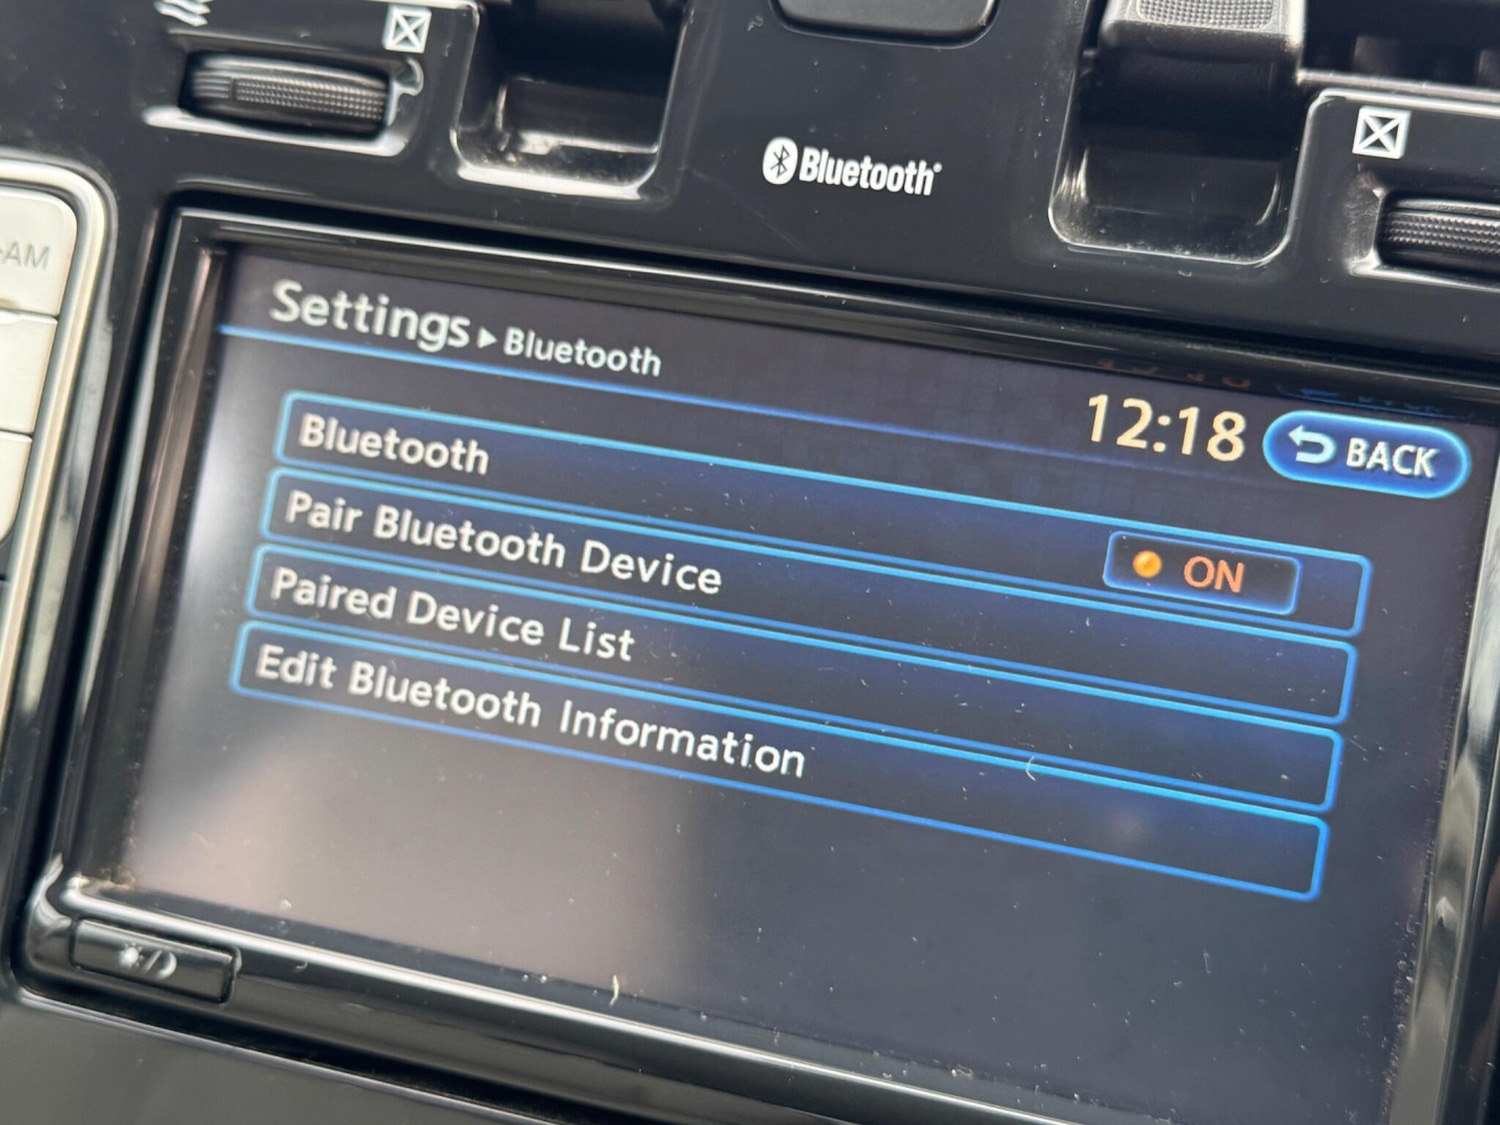 Bluetooth
AM
Settings ▶ Bluetooth
12:18
BACK
Bluetooth
ON
Pair Bluetooth Device
Paired Device List
Edit Bluetooth Information